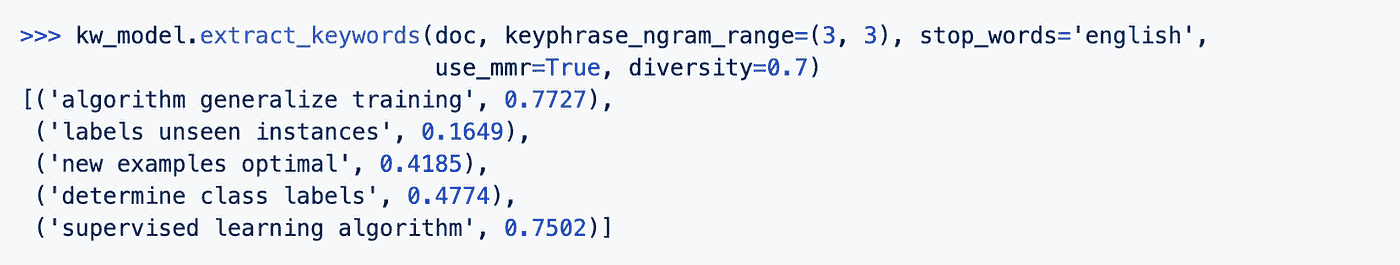 >>> kw_model.extract_keywords(doc, keyphrase_ngram_range=(3, 3), stop_words='english',
                              use_mmr=True, diversity=0.7)
[('algorithm generalize training', 0.7727),
 ('labels unseen instances', 0.1649),
 ('new examples optimal', 0.4185),
 ('determine class labels', 0.4774),
 ('supervised learning algorithm', 0.7502)]